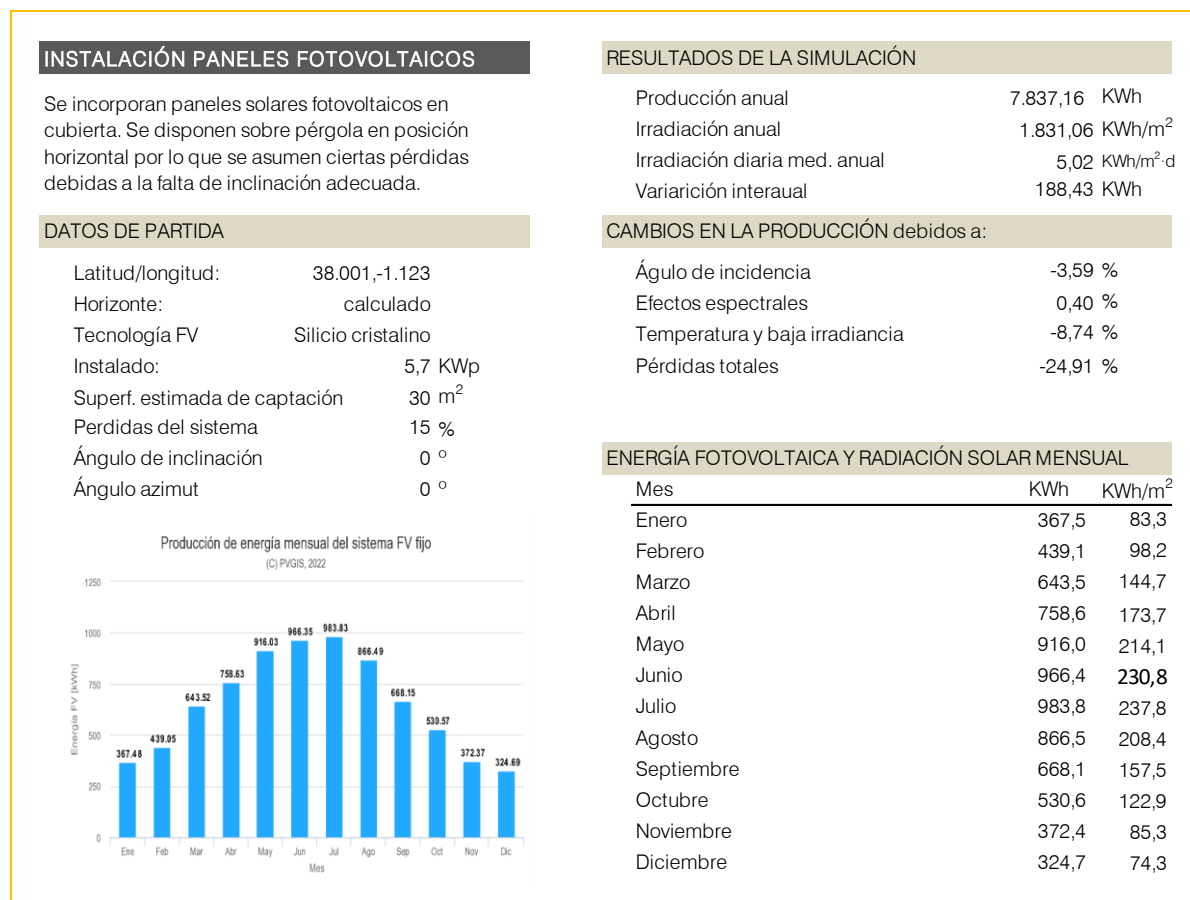 INSTALACIÓN PANELES FOTOVOLTAICOS
Se incorporan paneles solares fotovoltaicos en
cubierta. Se disponen sobre pérgola en posición
horizontal por lo que se asumen ciertas pérdidas
debidas a la falta de inclinación adecuada.
DATOS DE PARTIDA
Latitud/longitud: 38.001,-1.123
Horizonte: calculado
Tecnología FV Silicio cristalino
Instalado: 5,7 KWp
Superf. estimada de captación 30 m²
Perdidas del sistema 15 %
Ángulo de inclinación 0 º
Ángulo azimut 0 º
Producción de energía mensual del sistema FV fijo
(C) PVGIS, 2022
Energía FV [kWh]
1250
1000
750
500
250
0
367.48
439.05
643.52
758.63
916.03
966.35
983.83
866.49
668.15
530.57
372.37
324.69
Ene Feb Mar Abr May Jun Jul Ago Sep Oct Nov Dic
Mes
RESULTADOS DE LA SIMULACIÓN
Producción anual 7.837,16 KWh
Irradiación anual 1.831,06 KWh/m²
Irradiación diaria med. anual 5,02 KWh/m²·d
Variarición interaual 188,43 KWh
CAMBIOS EN LA PRODUCCIÓN debidos a:
Águlo de incidencia -3,59 %
Efectos espectrales 0,40 %
Temperatura y baja irradiancia -8,74 %
Pérdidas totales -24,91 %
ENERGÍA FOTOVOLTAICA Y RADIACIÓN SOLAR MENSUAL
Mes KWh KWh/m²
Enero 367,5 83,3
Febrero 439,1 98,2
Marzo 643,5 144,7
Abril 758,6 173,7
Mayo 916,0 214,1
Junio 966,4 230,8
Julio 983,8 237,8
Agosto 866,5 208,4
Septiembre 668,1 157,5
Octubre 530,6 122,9
Noviembre 372,4 85,3
Diciembre 324,7 74,3